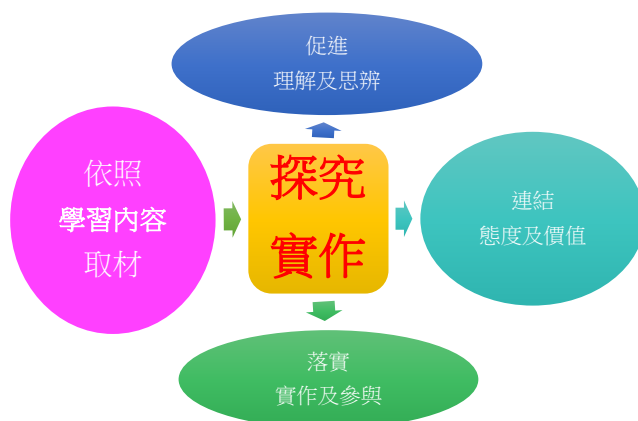 促進
理解及思辨
依照
學習內容
取材
探究
實作
連結
態度及價值
落實
實作及參與